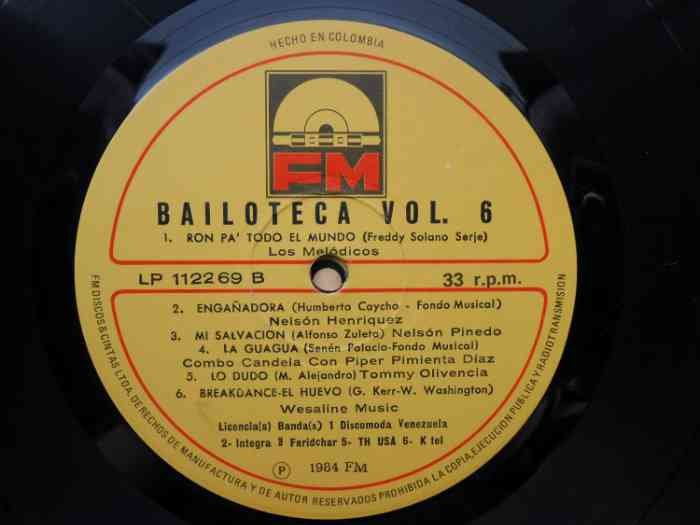 HECHO EN COLOMBIA
FM
BAILOTECA VOL. 6
1. RON PA' TODO EL MUNDO (Freddy Solano Serje)
Los Melódicos
LP 112269 B
33 r.p.m.
2. ENGAÑADORA (Humberto Caycho - Fondo Musical)
Nelsón Henriquez
3. MI SALVACION (Alfonso Zuleta) Nelsón Pinedo
4. LA GUAGUA (Senén Palacio-Fondo Musical)
Combo Candela Con Piper Pimienta Díaz
5. LO DUDO (M. Alejandro) Tommy Olivencia
6. BREAKDANCE-EL HUEVO (G. Kerr-W. Washington)
Wesaline Music
Licencia(s) Banda(s) 1 Discomoda Venezuela
2- Integra 3 Faridchar 5- TH USA 6- K tel
P 1984 FM
FM DISCOS & CINTAS LTDA. DERECHOS DE MANUFACTURA Y DE AUTOR RESERVADOS PROHIBIDA LA COPIA, EJECUCION PUBLICA Y RADIOTRANSMISION